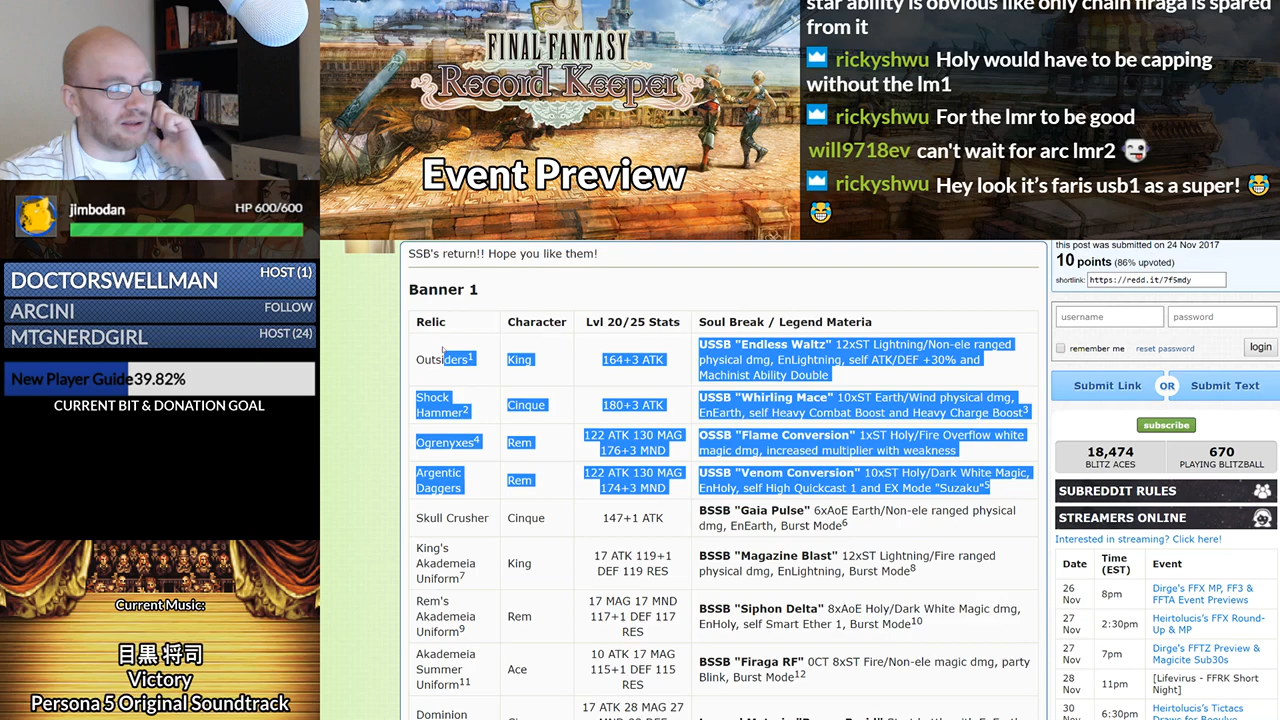 jimbodan
HP 600/600
DOCTORSWELLMAN
HOST (1)
ARCINI
FOLLOW
MTGNERDGIRL
HOST (24)
New Player Guide39.82%
CURRENT BIT & DONATION GOAL
Current Music:
目黒 将司
Victory
Persona 5 Original Soundtrack
FINAL FANTASY
Record Keeper
Event Preview
star ability is obvious like only chain firaga is spared
from it
rickyshwu Holy would have to be capping
without the lm1
rickyshwu For the lmr to be good
will9718ev can't wait for arc lmr2
rickyshwu Hey look it's faris usb1 as a super!
SSB's return!! Hope you like them!
Banner 1
Relic Character Lvl 20/25 Stats Soul Break / Legend Materia
Outsiders1 King 164+3 ATK
USSB "Endless Waltz" 12xST Lightning/Non-ele ranged
physical dmg, EnLightning, self ATK/DEF +30% and
Machinist Ability Double
Shock
Hammer2
Cinque
180+3 ATK
USSB "Whirling Mace" 10xST Earth/Wind physical dmg,
EnEarth, self Heavy Combat Boost and Heavy Charge Boost3
Ogrenyxes4
Rem
122 ATK 130 MAG
176+3 MND
OSSB "Flame Conversion" 1xST Holy/Fire Overflow white
magic dmg, increased multiplier with weakness
Argentic
Daggers
Rem
122 ATK 130 MAG
174+3 MND
USSB "Venom Conversion" 10xST Holy/Dark White Magic,
EnHoly, self High Quickcast 1 and EX Mode "Suzaku"5
Skull Crusher
Cinque
147+1 ATK
BSSB "Gaia Pulse" 6xAoE Earth/Non-ele ranged physical
dmg, EnEarth, Burst Mode6
King's
Akademeia
Uniform7
King
17 ATK 119+1
DEF 119 RES
BSSB "Magazine Blast" 12xST Lightning/Fire ranged
physical dmg, EnLightning, Burst Mode8
Rem's
Akademeia
Uniform9
Rem
17 MAG 17 MND
117+1 DEF 117
RES
BSSB "Siphon Delta" 8xAoE Holy/Dark White Magic dmg,
EnHoly, self Smart Ether 1, Burst Mode10
Akademeia
Summer
Uniform11
Ace
10 ATK 17 MAG
115+1 DEF 115
RES
BSSB "Firaga RF" 0CT 8xST Fire/Non-ele magic dmg, party
Blink, Burst Mode12
Dominion
17 ATK 28 MAG 27
this post was submitted on 24 Nov 2017
10 points (86% upvoted)
shortlink: https://redd.it/7f5mdy
username
password
remember me
reset password
login
Submit Link
OR
Submit Text
subscribe
18,474
BLITZ ACES
670
PLAYING BLITZBALL
SUBREDDIT RULES
STREAMERS ONLINE
Interested in streaming? Click here!
Date
Time
(EST)
Event
26
Nov
8pm
Dirge's FFX MP, FF3 &
FFTA Event Previews
27
Nov
2:30pm
Heirtolucis's FFX Round-
Up & MP
27
Nov
7pm
Dirge's FFTZ Preview &
Magicite Sub30s
28
Nov
11pm
[Lifevirus - FFRK Short
Night]
30
Nov
6:30pm
Heirtolucis's Tictacs